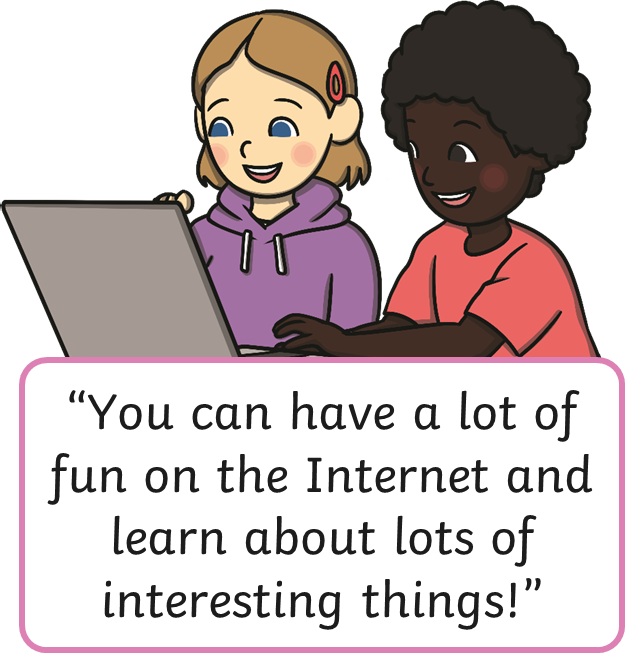 “You can have a lot of
fun on the Internet and
learn about lots of
interesting things!”